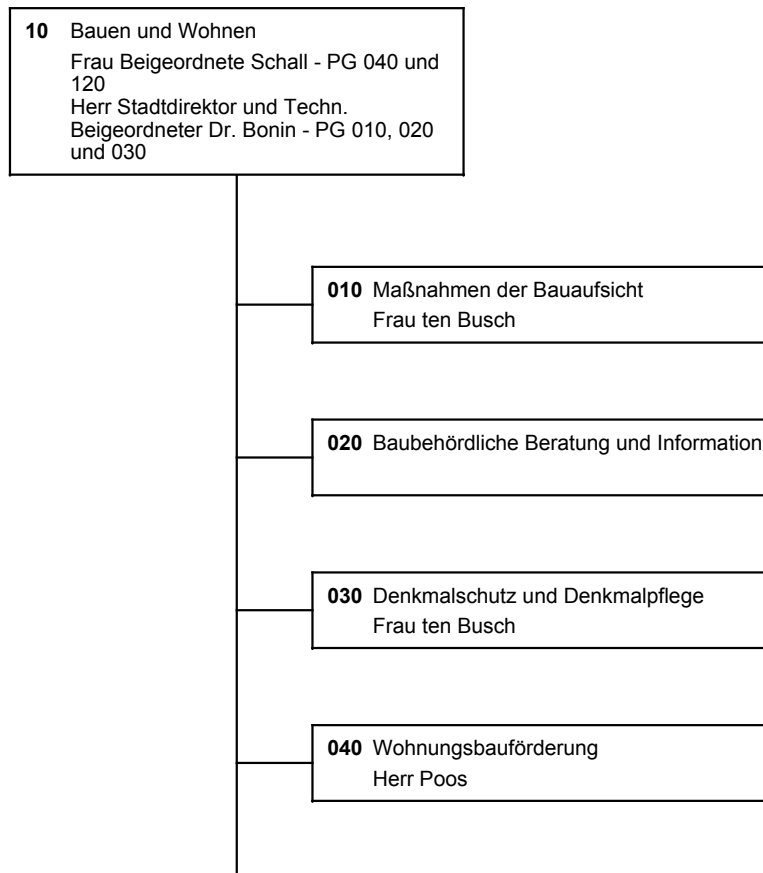 10 Bauen und Wohnen
Frau Beigeordnete Schall - PG 040 und
120
Herr Stadtdirektor und Techn.
Beigeordneter Dr. Bonin - PG 010, 020
und 030
010 Maßnahmen der Bauaufsicht
Frau ten Busch
020 Baubehördliche Beratung und Information
030 Denkmalschutz und Denkmalpflege
Frau ten Busch
040 Wohnungsbauförderung
Herr Poos